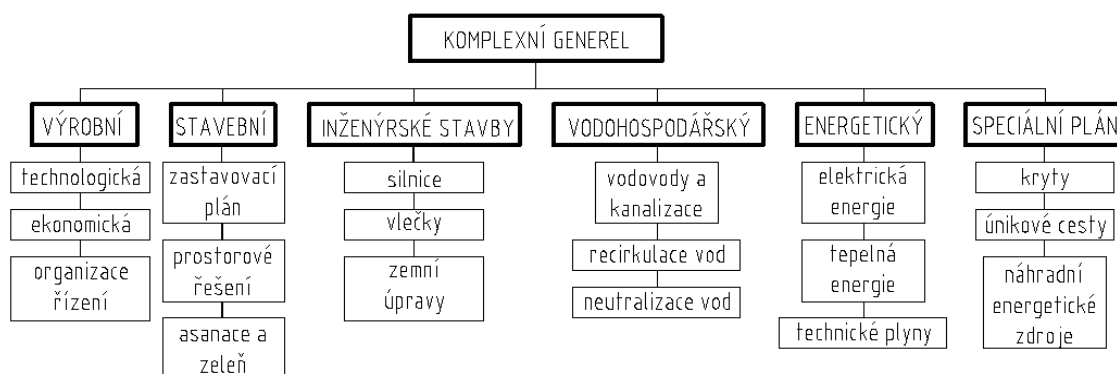 KOMPLEXNÍ GENEREL
VÝROBNÍ
technologická
ekonomická
organizace
řízení
STAVEBNÍ
zastavovací
plán
prostorové
řešení
asanace a
zeleň
INŽENÝRSKÉ STAVBY
silnice
vlečky
zemní
úpravy
VODOHOSPODÁŘSKÝ
vodovody a
kanalizace
recirkulace vod
neutralizace vod
ENERGETICKÝ
elektrická
energie
tepelná
energie
technické plyny
SPECIÁLNÍ PLÁN
kryty
únikové cesty
náhradní
energetické
zdroje